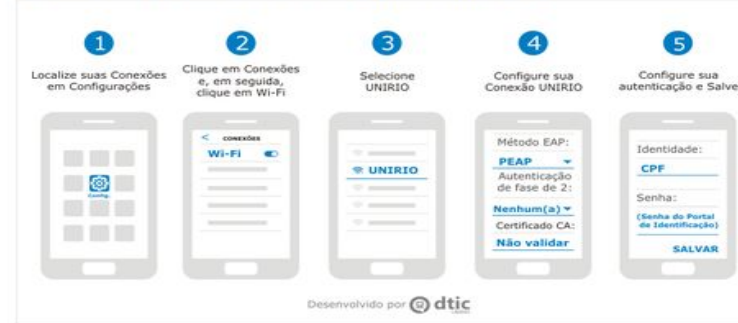 1
Localize suas Conexões
em Configurações
Config.
2
Clique em Conexões
e, em seguida,
clique em Wi-Fi
< CONEXÕES
Wi-Fi
3
Selecione
UNIRIO
UNIRIO
4
Configure sua
Conexão UNIRIO
Método EAP:
PEAP
Autenticação
de fase de 2:
Nenhum(a)
Certificado CA:
Não validar
5
Configure sua
autenticação e Salve
Identidade:
CPF
Senha:
(Senha do Portal
de Identificação)
SALVAR
Desenvolvido por dtic